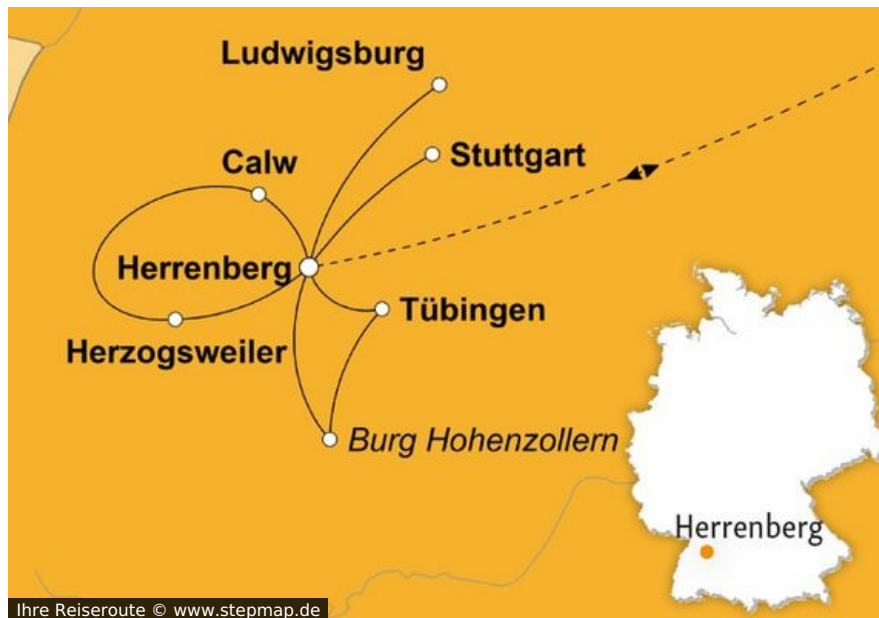 Ludwigsburg
Stuttgart
Calw
Herrenberg
Tübingen
Herzogsweiler
Burg Hohenzollern
Herrenberg
Ihre Reiseroute © www.stepmap.de